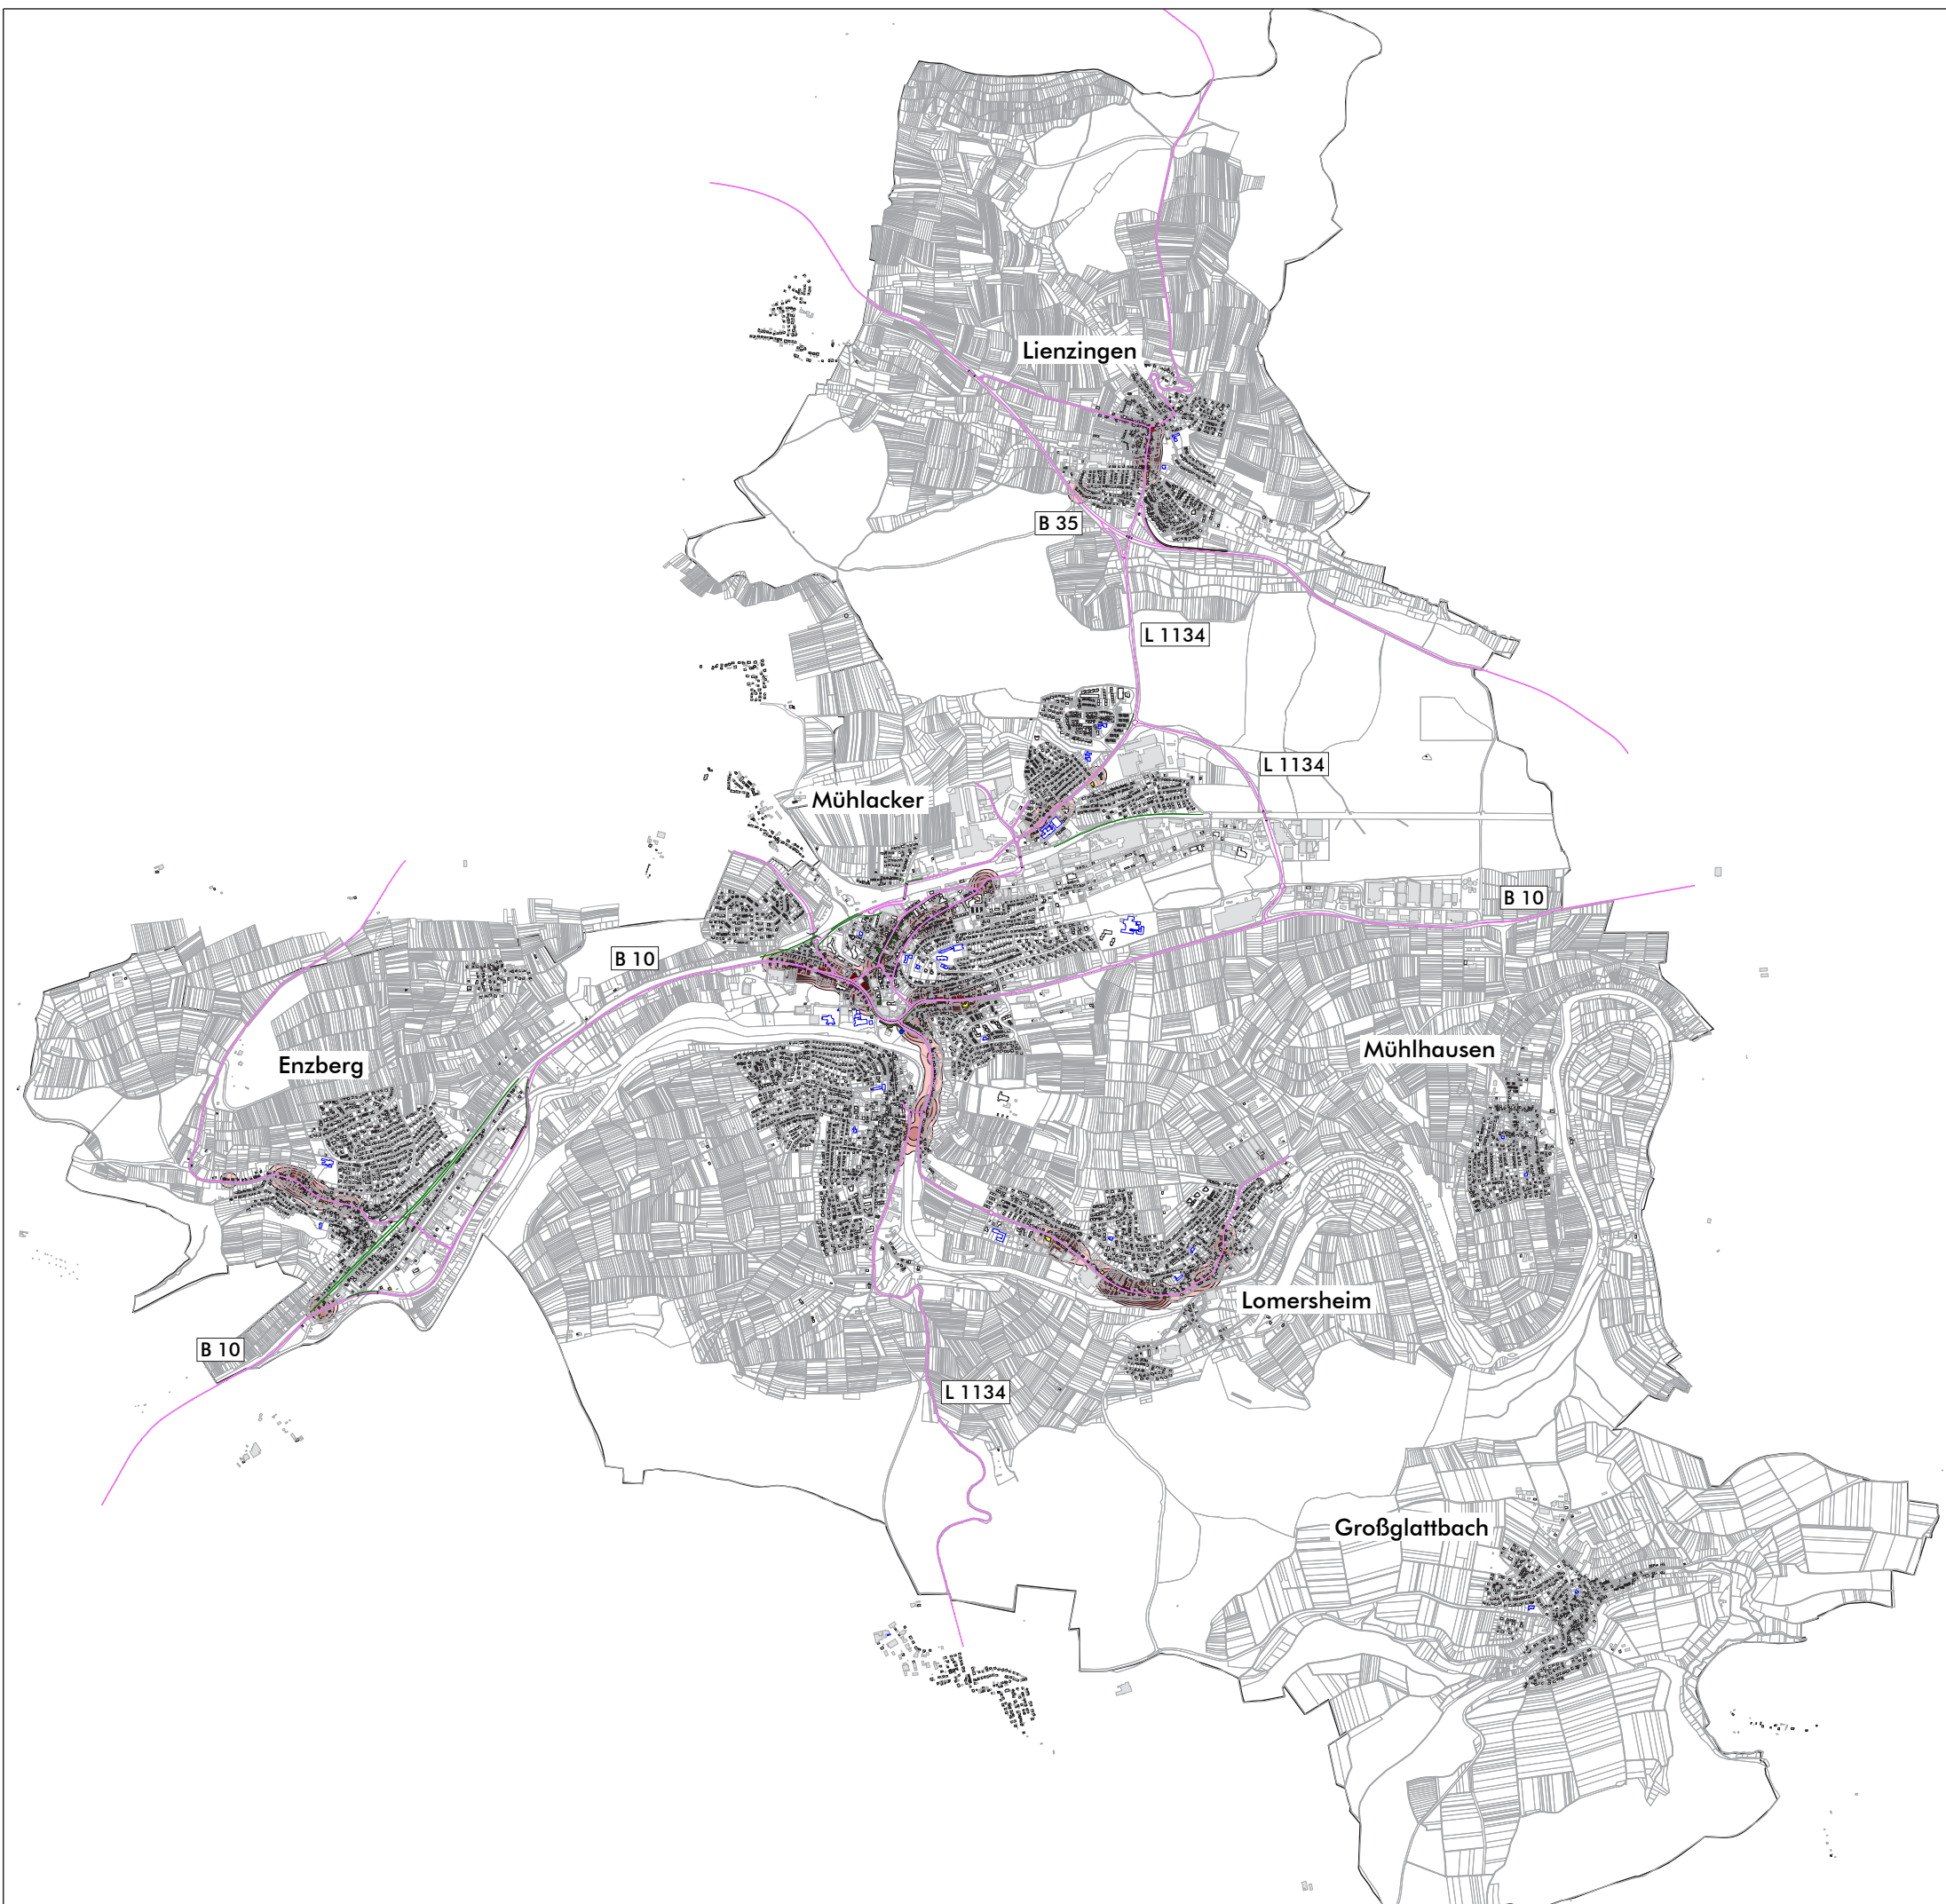 Lienzingen
B 35
L 1134
L 1134
Mühlacker
B 10
B 10
Mühlhausen
Enzberg
Lomersheim
B 10
L 1134
Großglattbach